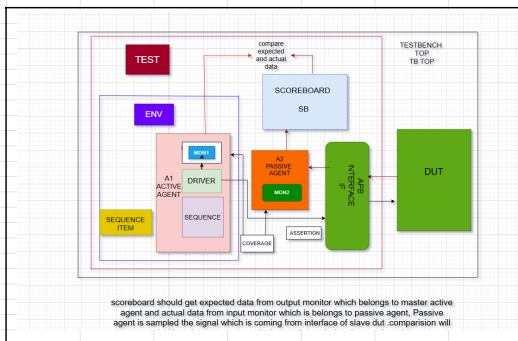 compare
expected
and actual
data
TESTBENCH
TOP
TB TOP
TEST
SCOREBOARD
SB
ENV
MON1
A1
ACTIVE
AGENT
DRIVER
SEQUENCE
SEQUENCE
ITEM
A2
PASSIVE
AGENT
MON2
APB
INTERFACE
IF
DUT
ASSERTION
COVERAGE
scoreboard should get expected data from output monitor which belongs to master active
agent and actual data from input monitor which is belongs to passive agent, Passive
agent is sampled the signal which is coming from interface of slave dut .comparision will